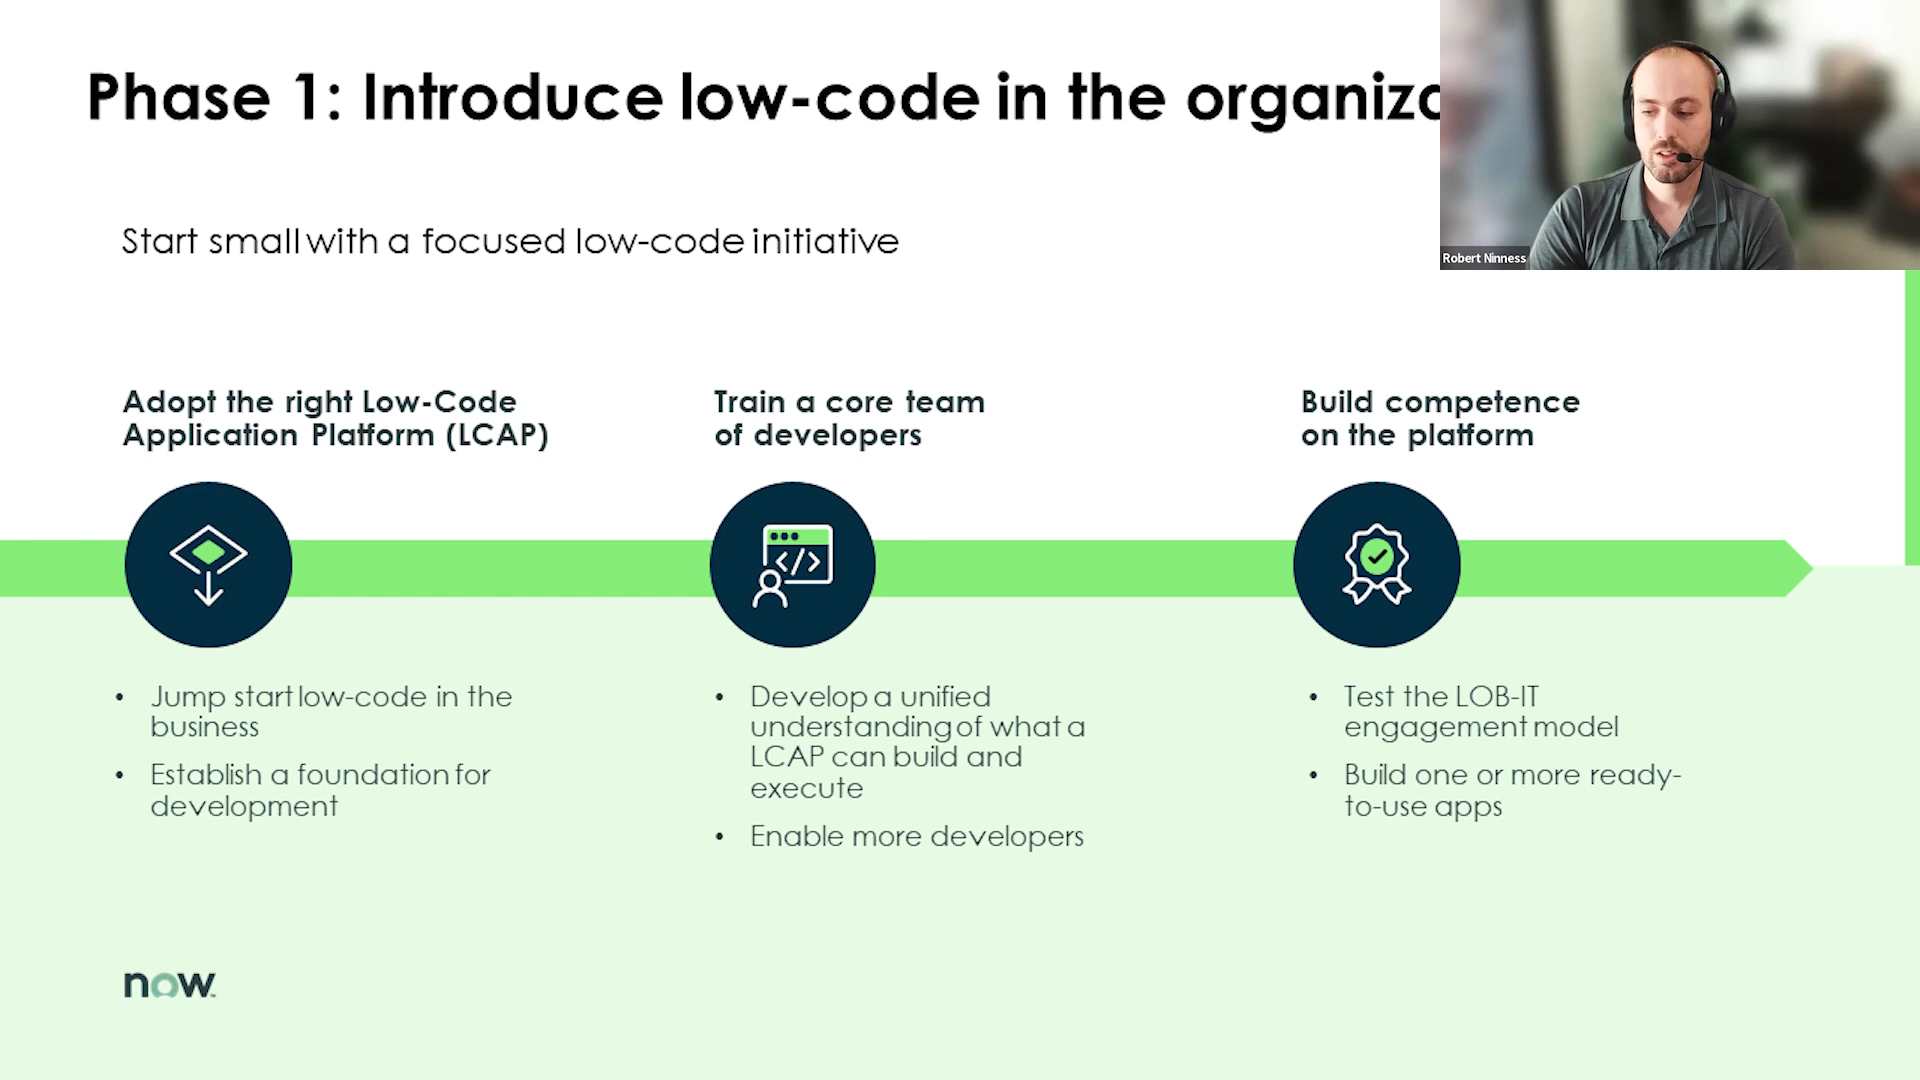 Phase 1: Introduce low-code in the organiza
Robert Ninness
Start small with a focused low-code initiative
Adopt the right Low-Code
Application Platform (LCAP)
Train a core team
of developers
Build competence
on the platform
• Jump start low-code in the
business
• Establish a foundation for
development
• Develop a unified
understanding of what a
LCAP can build and
execute
• Enable more developers
• Test the LOB-IT
engagement model
• Build one or more ready-
to-use apps
now